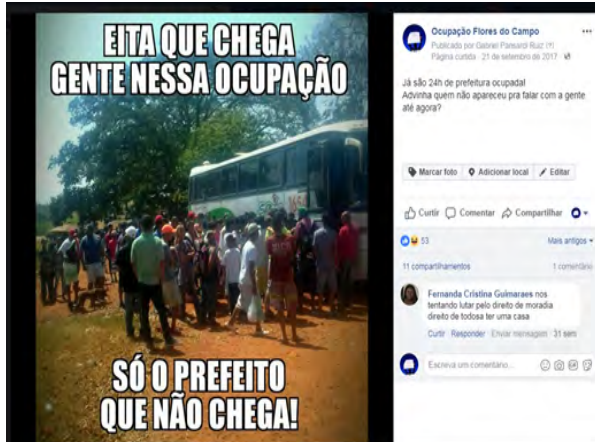 EITA QUE CHEGA
GENTE NESSA OCUPAÇÃO
SÓ O PREFEITO
QUE NÃO CHEGA!
Ocupação Flores do Campo
Publicado por Gabriel Pansardi Ruiz [?]
Página curtida · 21 de setembro de 2017
Já são 24h de prefeitura ocupada!
Advinha quem não apareceu pra falar com a gente
até agora?
Marcar foto Adicionar local Editar
Curtir Comentar Compartilhar
53 Mais antigos
11 compartilhamentos 1 comentário
Fernanda Cristina Guimaraes nos
tentando lutar pelo direito de moradia
direito de todosa ter uma casa
Curtir · Responder · Enviar mensagem · 31 sem
Escreva um comentário...